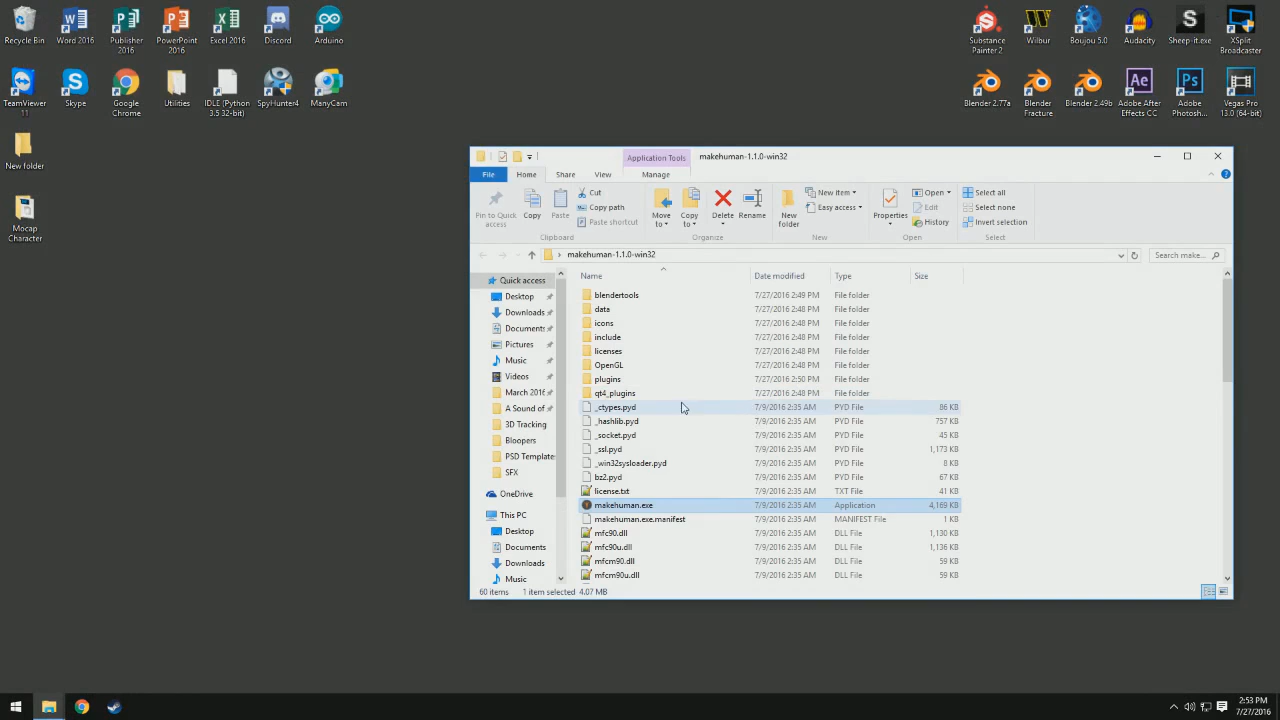 Recycle Bin
Word 2016
Publisher
2016
PowerPoint
2016
Excel 2016
Discord
Arduino
Substance
Painter 2
Wilbur
Boujou 5.0
Audacity
Sheep-it.exe
XSplit
Broadcaster
TeamViewer
11
Skype
Google
Chrome
Utilities
IDLE (Python
3.5 32-bit)
SpyHunter4
ManyCam
Blender 2.77a
Blender
Fracture
Blender 2.49b
Adobe After
Effects CC
Adobe
Photosh...
Vegas Pro
13.0 (64-bit)
New folder
Mocap
Character
Application Tools
makehuman-1.1.0-win32
File
Home
Share
View
Manage
Pin to Quick
access
Copy
Paste
Cut
Copy path
Paste shortcut
Clipboard
Move
to
Copy
to
Delete
Rename
Organize
New
folder
New item
Easy access
New
Properties
Open
Edit
History
Open
Select all
Select none
Invert selection
Select
makehuman-1.1.0-win32
Search make...
Name
Date modified
Type
Size
Quick access
Desktop
Downloads
Documents
Pictures
Music
Videos
March 2016
A Sound of
3D Tracking
Bloopers
PSD Template
SFX
OneDrive
This PC
Desktop
Documents
Downloads
Music
blendertools 7/27/2016 2:49 PM File folder
data 7/27/2016 2:48 PM File folder
icons 7/27/2016 2:48 PM File folder
include 7/27/2016 2:48 PM File folder
licenses 7/27/2016 2:48 PM File folder
OpenGL 7/27/2016 2:48 PM File folder
plugins 7/27/2016 2:50 PM File folder
qt4_plugins 7/27/2016 2:48 PM File folder
_ctypes.pyd 7/9/2016 2:35 AM PYD File 86 KB
_hashlib.pyd 7/9/2016 2:35 AM PYD File 757 KB
_socket.pyd 7/9/2016 2:35 AM PYD File 45 KB
_ssl.pyd 7/9/2016 2:35 AM PYD File 1,173 KB
_win32sysloader.pyd 7/9/2016 2:35 AM PYD File 8 KB
bz2.pyd 7/9/2016 2:35 AM PYD File 67 KB
license.txt 7/9/2016 2:35 AM TXT File 41 KB
makehuman.exe 7/9/2016 2:35 AM Application 4,169 KB
makehuman.exe.manifest 7/9/2016 2:35 AM MANIFEST File 1 KB
mfc90.dll 7/9/2016 2:35 AM DLL File 1,130 KB
mfc90u.dll 7/9/2016 2:35 AM DLL File 1,136 KB
mfcm90.dll 7/9/2016 2:35 AM DLL File 59 KB
mfcm90u.dll 7/9/2016 2:35 AM DLL File 59 KB
60 items 1 item selected 4.07 MB
2:53 PM
7/27/2016